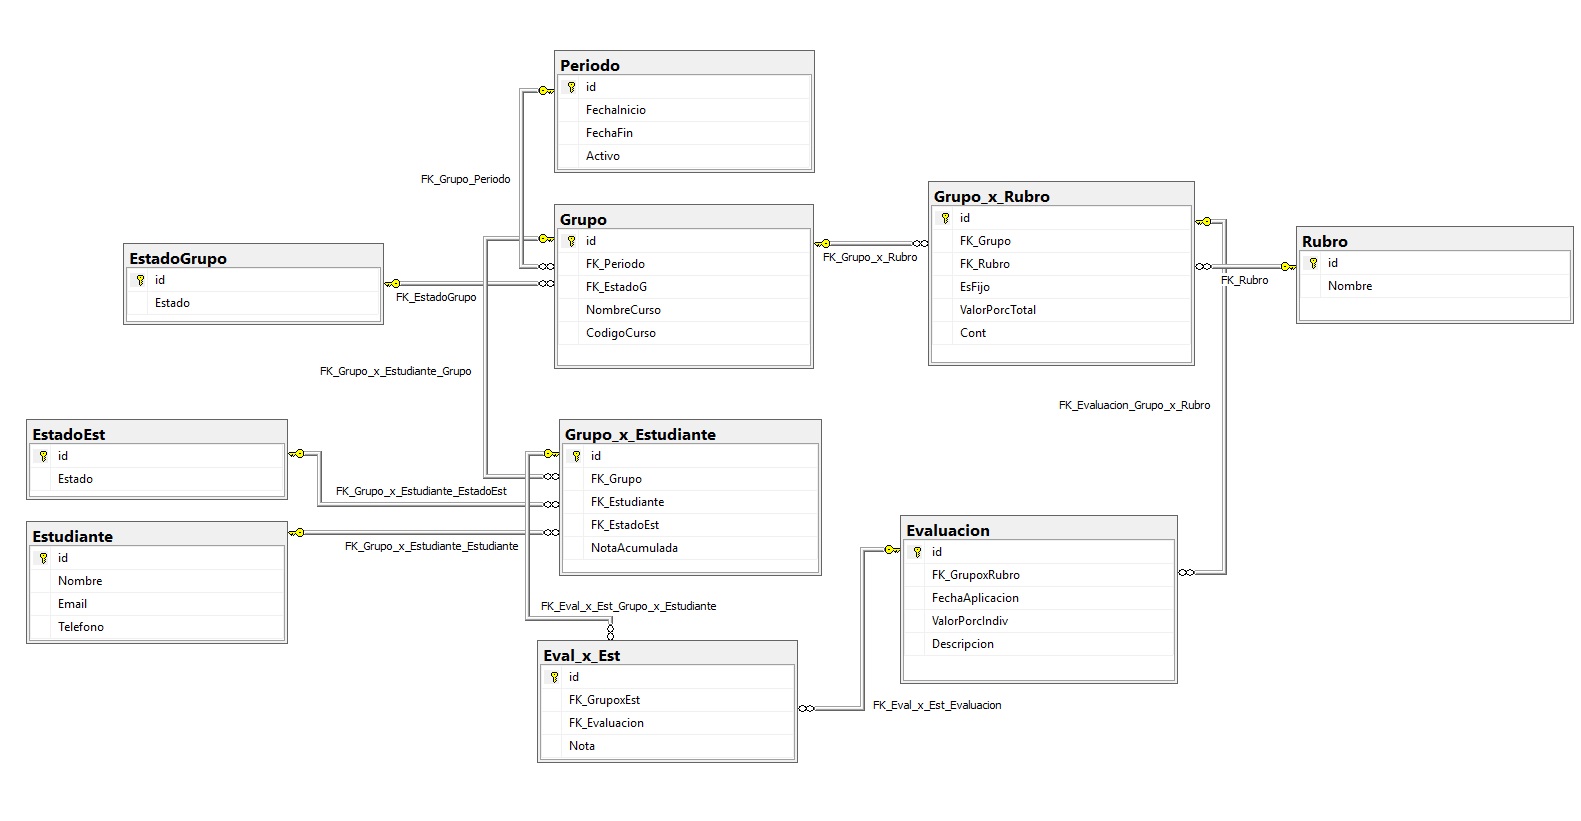 Periodo
id
FechaInicio
FechaFin
Activo
FK_Grupo_Periodo
Grupo
id
FK_Periodo
FK_EstadoG
NombreCurso
CodigoCurso
Grupo_x_Rubro
id
FK_Grupo
FK_Rubro
EsFijo
ValorPorcTotal
Cont
Rubro
id
Nombre
FK_Grupo_x_Rubro
FK_Rubro
EstadoGrupo
id
Estado
FK_EstadoGrupo
FK_Grupo_x_Estudiante_Grupo
FK_Evaluacion_Grupo_x_Rubro
EstadoEst
id
Estado
FK_Grupo_x_Estudiante_EstadoEst
Grupo_x_Estudiante
id
FK_Grupo
FK_Estudiante
FK_EstadoEst
NotaAcumulada
Estudiante
id
Nombre
Email
Telefono
FK_Grupo_x_Estudiante_Estudiante
Evaluacion
id
FK_GrupoxRubro
FechaAplicacion
ValorPorcIndiv
Descripcion
FK_Eval_x_Est_Grupo_x_Estudiante
Eval_x_Est
id
FK_GrupoxEst
FK_Evaluacion
Nota
FK_Eval_x_Est_Evaluacion